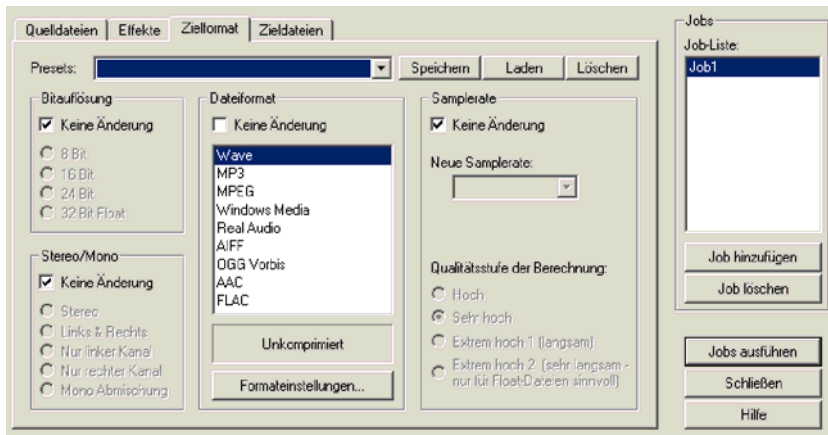 Quelldateien
Effekte
Zielformat
Zieldateien
Presets:
Speichern
Laden
Löschen
Bitauflösung
Keine Änderung
8 Bit
16 Bit
24 Bit
32 Bit Float
Stereo/Mono
Keine Änderung
Stereo
Links & Rechts
Nur linker Kanal
Nur rechter Kanal
Mono Abmischung
Dateiformat
Keine Änderung
Wave
MP3
MPEG
Windows Media
Real Audio
AIFF
OGG Vorbis
AAC
FLAC
Unkomprimiert
Formateinstellungen...
Samplerate
Keine Änderung
Neue Samplerate:
Qualitätsstufe der Berechnung:
Hoch
Sehr hoch
Extrem hoch 1 (langsam)
Extrem hoch 2 (sehr langsam -
nur für Float-Dateien sinnvoll)
Jobs
Job-Liste:
Job1
Job hinzufügen
Job löschen
Jobs ausführen
Schließen
Hilfe